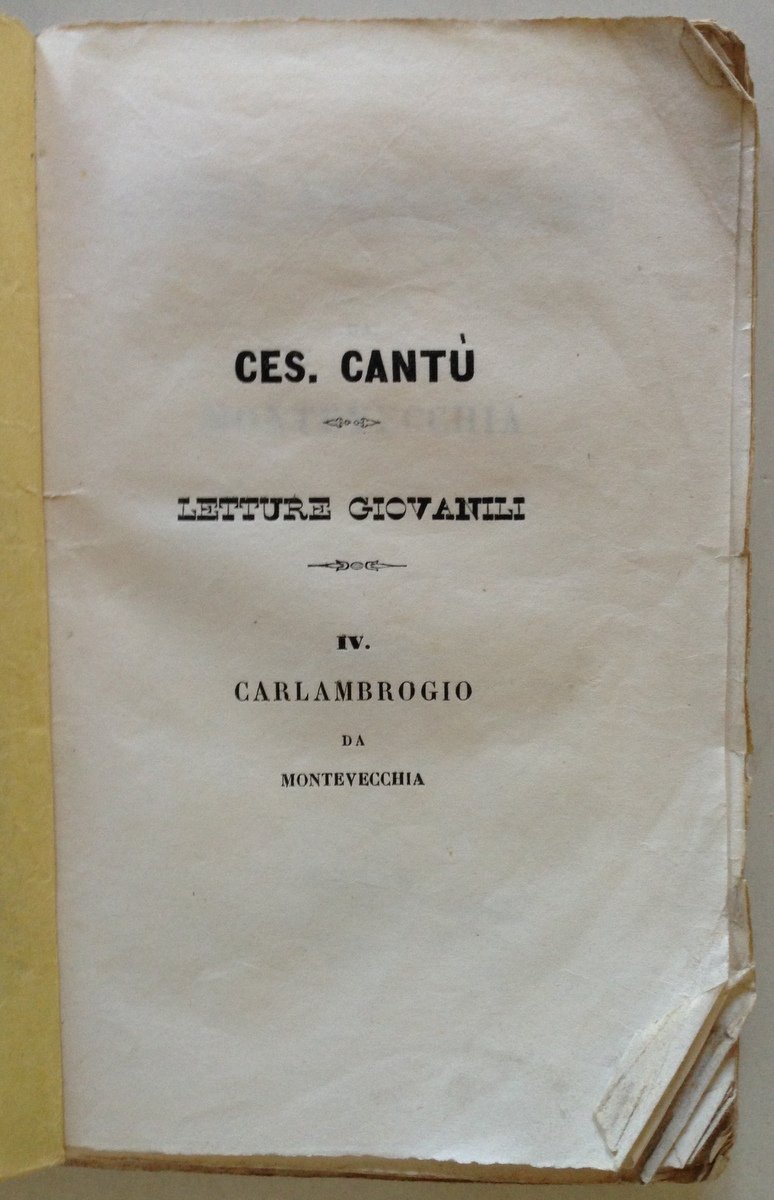 CES. CANTÙ
LETTURE GIOVANILI
IV.
CARLAMBROGIO
DA
MONTEVECCHIA